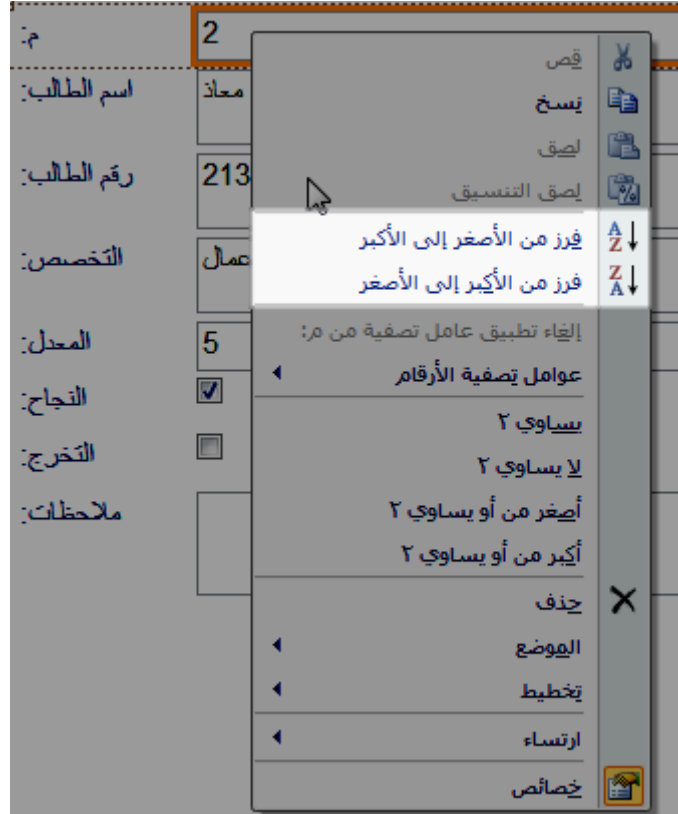 م:
2
اسم الطالب:
معاذ
رقم الطالب:
213
التخصص:
عمال
المعدل:
5
النجاح:
التخرج:
ملاحظات:
قص
نسخ
لصق
لصق التنسيق
فرز من الأصغر إلى الأكبر
فرز من الأكبر إلى الأصغر
إلغاء تطبيق عامل تصفية من م:
عوامل تصفية الأرقام
يساوي ٢
لا يساوي ٢
أصغر من أو يساوي ٢
أكبر من أو يساوي ٢
حذف
الموضع
تخطيط
ارتساء
خصائص